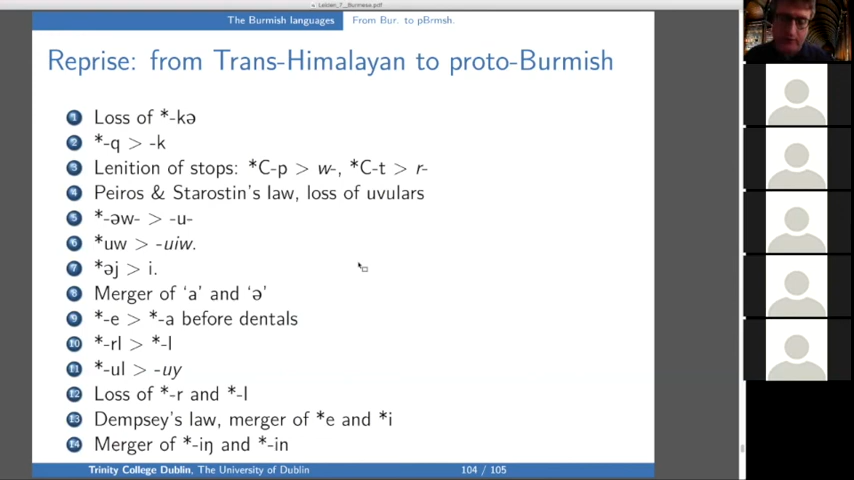 Leiden_7__Burmese.pdf
The Burmish languages
From Bur. to pBrmsh.
Reprise: from Trans-Himalayan to proto-Burmish
1 Loss of *-kə
2 *-q > -k
3 Lenition of stops: *C-p > w-, *C-t > r-
4 Peiros & Starostin's law, loss of uvulars
5 *-əw- > -u-
6 *uw > -uiw.
7 *əj > i.
8 Merger of ‘a’ and ‘ə’
9 *-e > *-a before dentals
10 *-rl > *-l
11 *-ul > -uy
12 Loss of *-r and *-l
13 Dempsey's law, merger of *e and *i
14 Merger of *-iŋ and *-in
Trinity College Dublin, The University of Dublin
104 / 105